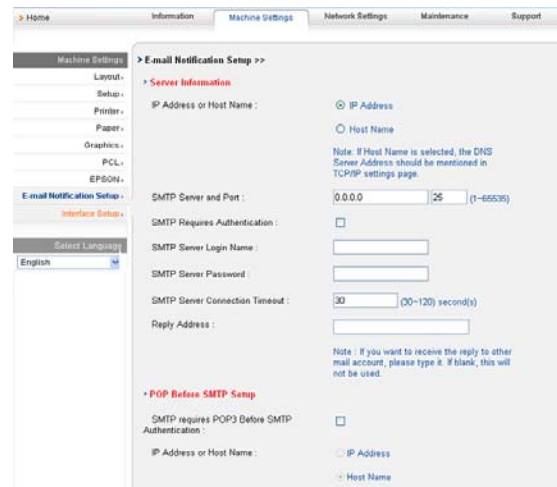 > Home
Information
Machine Settings
Network Settings
Maintenance
Support
Machine Settings
Layout
Setup
Printer
Paper
Graphics
PCL
EPSON
E-mail Notification Setup
Interface Setup
Select Language
English
> E-mail Notification Setup >>
Server Information
IP Address or Host Name :
IP Address
Host Name
Note: If Host Name is selected, the DNS
Server Address should be mentioned in
TCP/IP settings page.
SMTP Server and Port :
0.0.0.0
25
(1~65535)
SMTP Requires Authentication :
SMTP Server Login Name :
SMTP Server Password :
SMTP Server Connection Timeout :
30
(30~120) second(s)
Reply Address :
Note : If you want to receive the reply to other
mail account, please type it. If blank, this will
not be used.
POP Before SMTP Setup
SMTP requires POP3 Before SMTP
Authentication :
IP Address or Host Name :
IP Address
Host Name